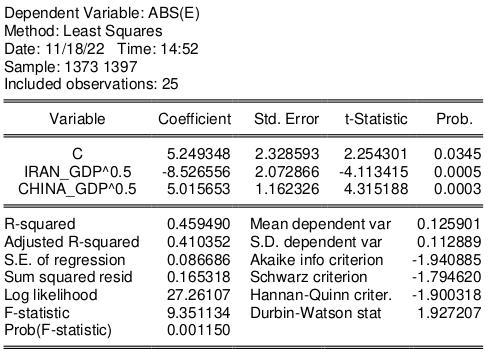 Dependent Variable: ABS(E)
Method: Least Squares
Date: 11/18/22 Time: 14:52
Sample: 1373 1397
Included observations: 25
Variable Coefficient Std. Error t-Statistic Prob.
C 5.249348 2.328593 2.254301 0.0345
IRAN_GDP^0.5 -8.526556 2.072866 -4.113415 0.0005
CHINA_GDP^0.5 5.015653 1.162326 4.315188 0.0003
R-squared 0.459490 Mean dependent var 0.125901
Adjusted R-squared 0.410352 S.D. dependent var 0.112889
S.E. of regression 0.086686 Akaike info criterion -1.940885
Sum squared resid 0.165318 Schwarz criterion -1.794620
Log likelihood 27.26107 Hannan-Quinn criter. -1.900318
F-statistic 9.351134 Durbin-Watson stat 1.927207
Prob(F-statistic) 0.001150